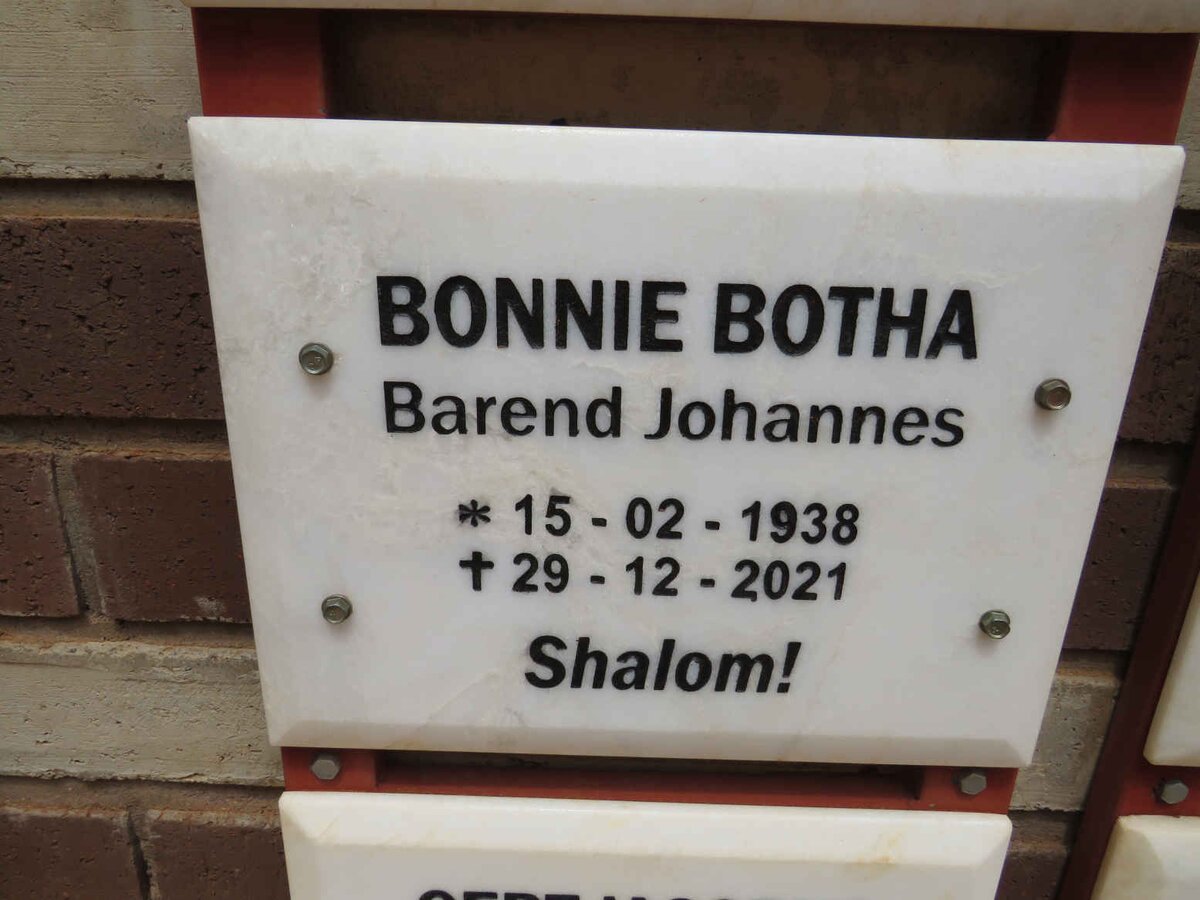 BONNIE BOTHA
Barend Johannes
* 15 - 02 - 1938
✝ 29 - 12 - 2021
Shalom!